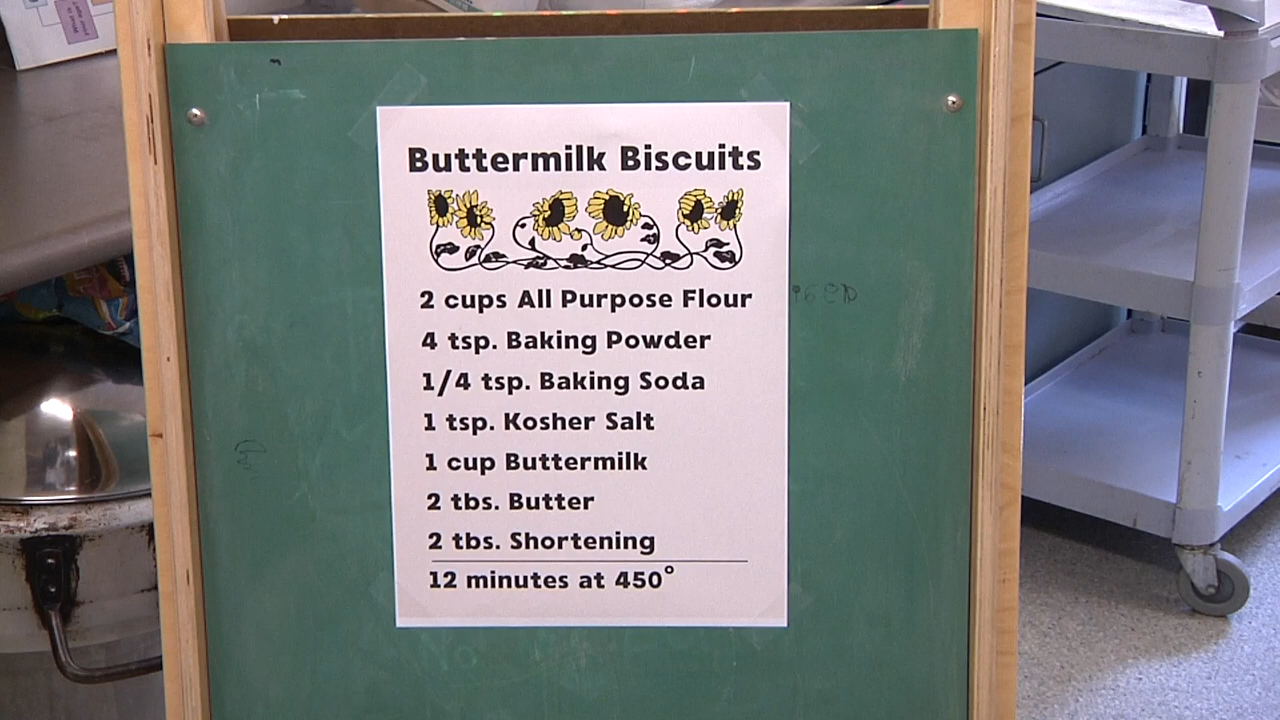 Buttermilk Biscuits
2 cups All Purpose Flour
4 tsp. Baking Powder
1/4 tsp. Baking Soda
1 tsp. Kosher Salt
1 cup Buttermilk
2 tbs. Butter
2 tbs. Shortening
12 minutes at 450°